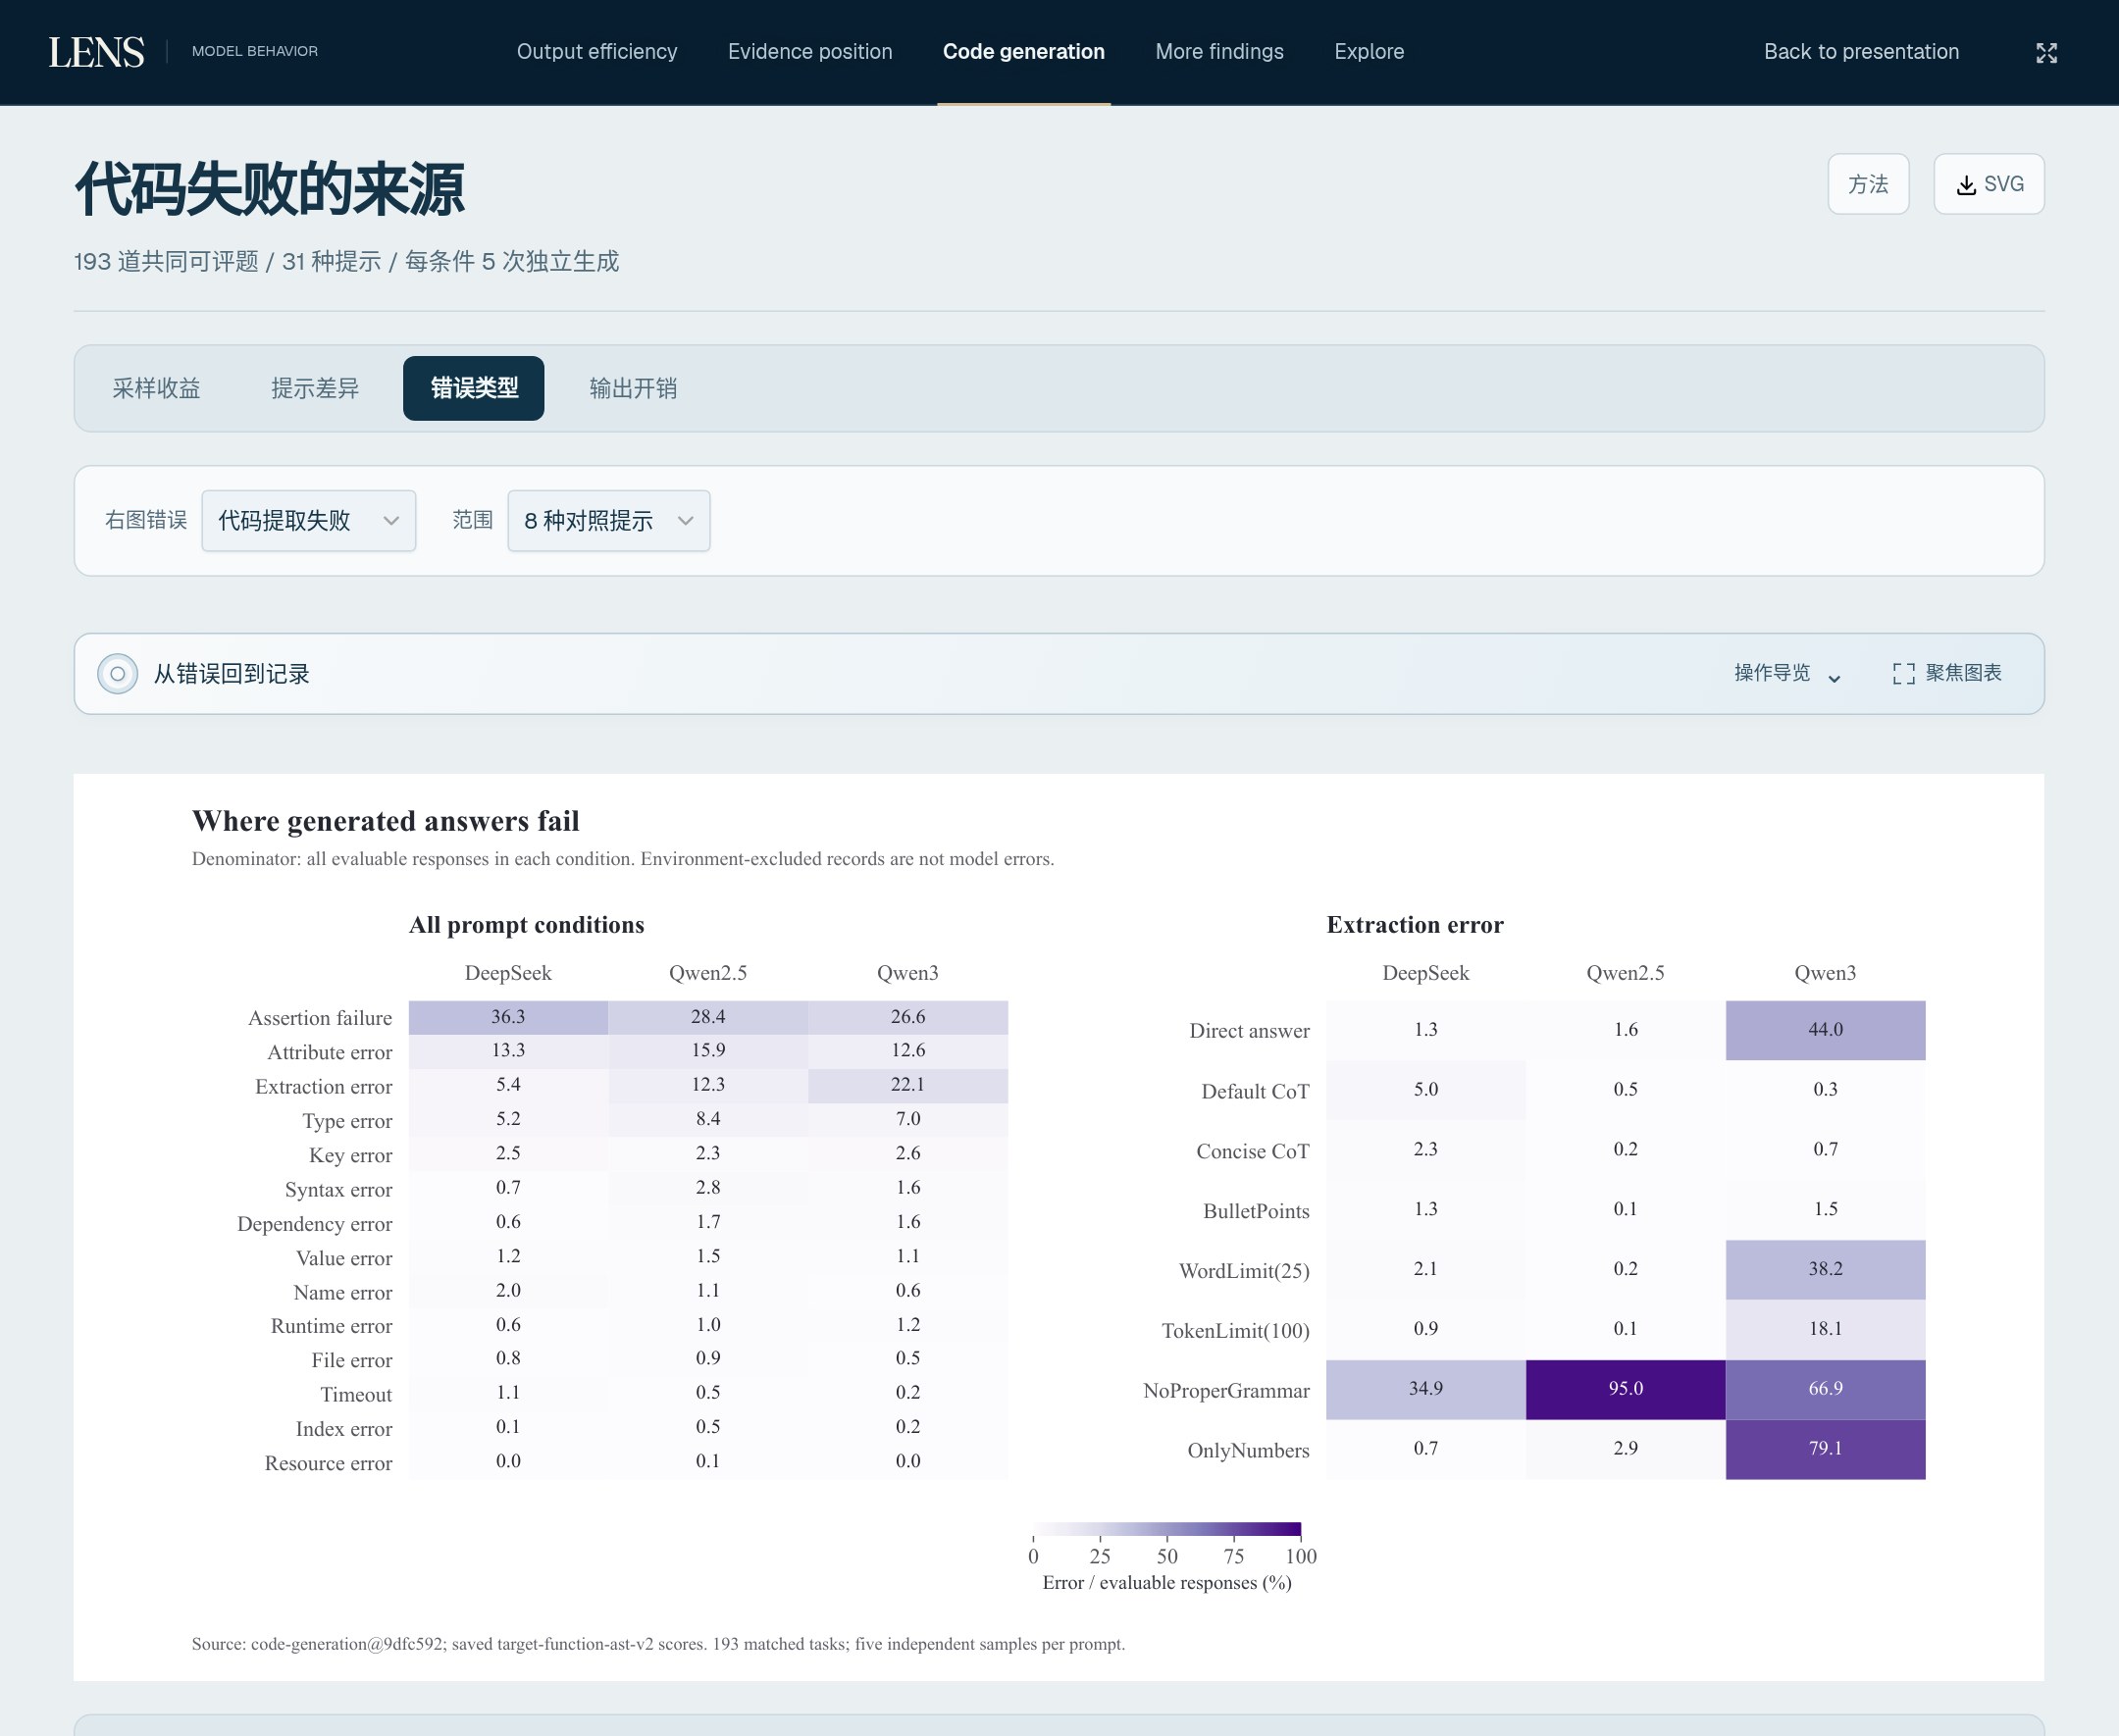 LENS MODEL BEHAVIOR Output efficiency Evidence position Code generation More findings Explore Back to presentation
代码失败的来源 方法 SVG
193 道共同可评题 / 31 种提示 / 每条件 5 次独立生成
采样收益 提示差异 错误类型 输出开销
右图错误 代码提取失败 范围 8 种对照提示
从错误回到记录 操作导览 聚焦图表
Where generated answers fail
Denominator: all evaluable responses in each condition. Environment-excluded records are not model errors.
All prompt conditions
DeepSeek Qwen2.5 Qwen3
Assertion failure 36.3 28.4 26.6
Attribute error 13.3 15.9 12.6
Extraction error 5.4 12.3 22.1
Type error 5.2 8.4 7.0
Key error 2.5 2.3 2.6
Syntax error 0.7 2.8 1.6
Dependency error 0.6 1.7 1.6
Value error 1.2 1.5 1.1
Name error 2.0 1.1 0.6
Runtime error 0.6 1.0 1.2
File error 0.8 0.9 0.5
Timeout 1.1 0.5 0.2
Index error 0.1 0.5 0.2
Resource error 0.0 0.1 0.0
Extraction error
DeepSeek Qwen2.5 Qwen3
Direct answer 1.3 1.6 44.0
Default CoT 5.0 0.5 0.3
Concise CoT 2.3 0.2 0.7
BulletPoints 1.3 0.1 1.5
WordLimit(25) 2.1 0.2 38.2
TokenLimit(100) 0.9 0.1 18.1
NoProperGrammar 34.9 95.0 66.9
OnlyNumbers 0.7 2.9 79.1
0 25 50 75 100
Error / evaluable responses (%)
Source: code-generation@9dfc592; saved target-function-ast-v2 scores. 193 matched tasks; five independent samples per prompt.